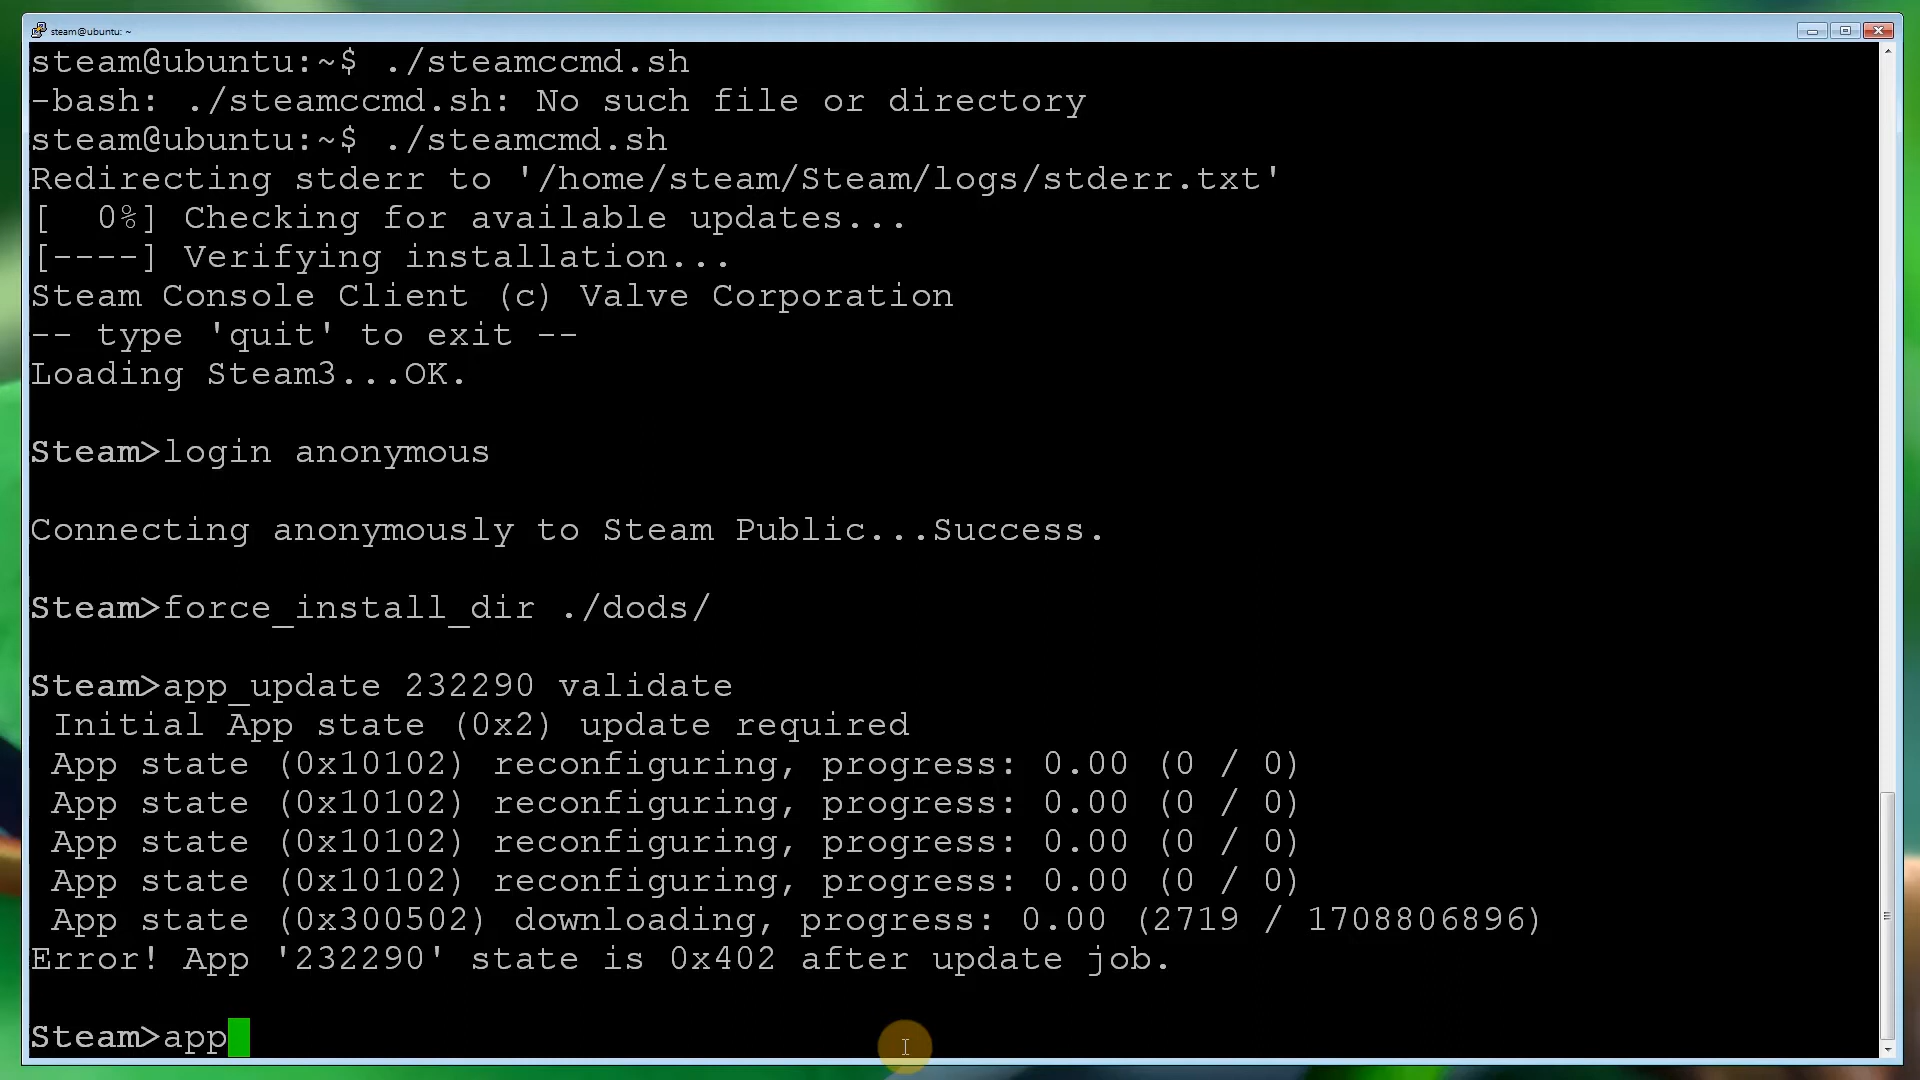 steam@ubuntu: ~
steam@ubuntu:~$ ./steamccmd.sh
-bash: ./steamccmd.sh: No such file or directory
steam@ubuntu:~$ ./steamcmd.sh
Redirecting stderr to '/home/steam/Steam/logs/stderr.txt'
[  0%] Checking for available updates...
[----] Verifying installation...
Steam Console Client (c) Valve Corporation
-- type 'quit' to exit --
Loading Steam3...OK.
Steam>login anonymous
Connecting anonymously to Steam Public...Success.
Steam>force_install_dir ./dods/
Steam>app_update 232290 validate
Initial App state (0x2) update required
App state (0x10102) reconfiguring, progress: 0.00 (0 / 0)
App state (0x10102) reconfiguring, progress: 0.00 (0 / 0)
App state (0x10102) reconfiguring, progress: 0.00 (0 / 0)
App state (0x10102) reconfiguring, progress: 0.00 (0 / 0)
App state (0x300502) downloading, progress: 0.00 (2719 / 1708806896)
Error! App '232290' state is 0x402 after update job.
Steam>app